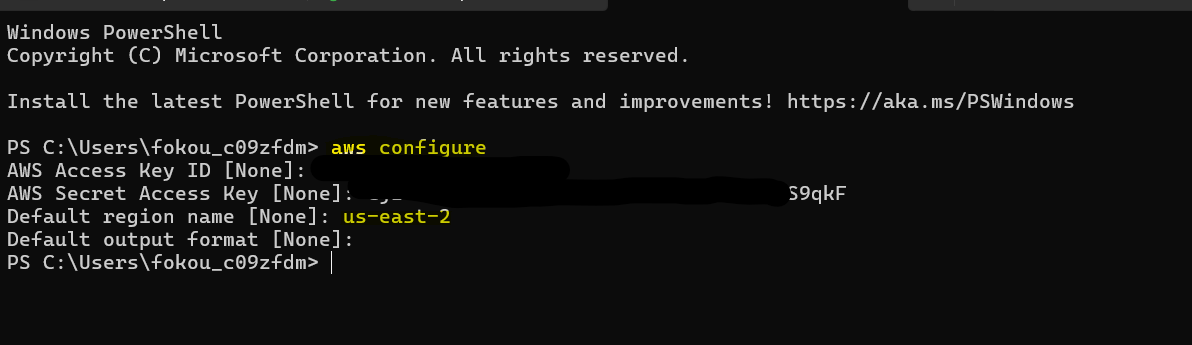 Windows PowerShell
Copyright (C) Microsoft Corporation. All rights reserved.
Install the latest PowerShell for new features and improvements! https://aka.ms/PSWindows
PS C:\Users\fokou_c09zfdm> aws configure
AWS Access Key ID [None]:
AWS Secret Access Key [None]: S9qkF
Default region name [None]: us-east-2
Default output format [None]:
PS C:\Users\fokou_c09zfdm>